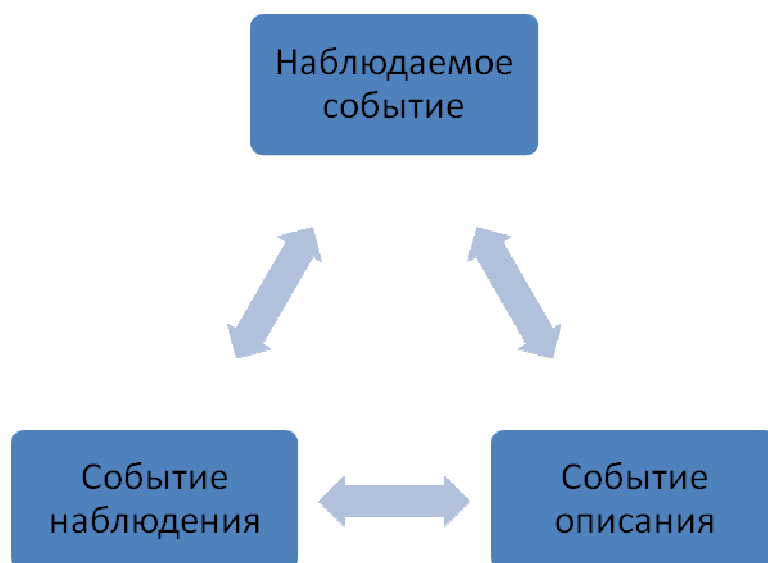 Наблюдаемое
событие
Событие
наблюдения
Событие
описания